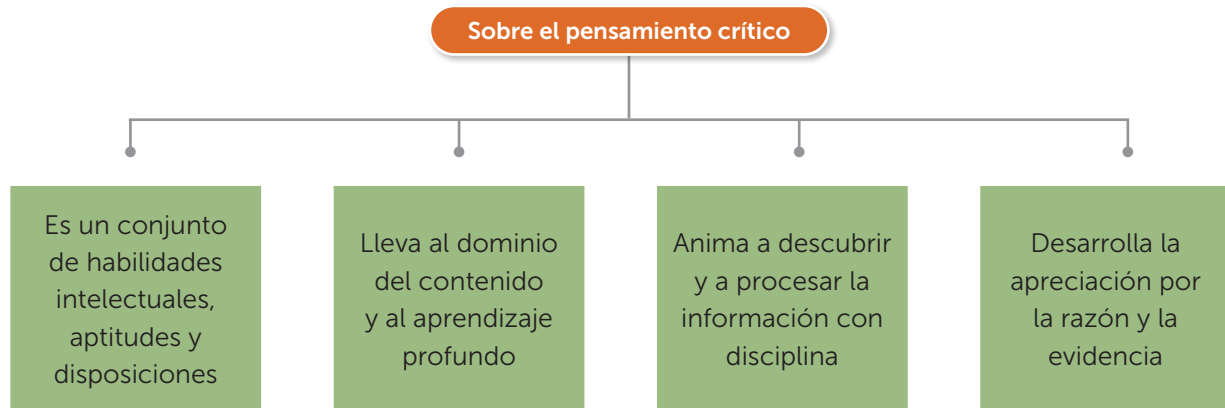 Sobre el pensamiento crítico
Es un conjunto
de habilidades
intelectuales,
aptitudes y
disposiciones
Lleva al dominio
del contenido
y al aprendizaje
profundo
Anima a descubrir
y a procesar la
información con
disciplina
Desarrolla la
apreciación por
la razón y la
evidencia